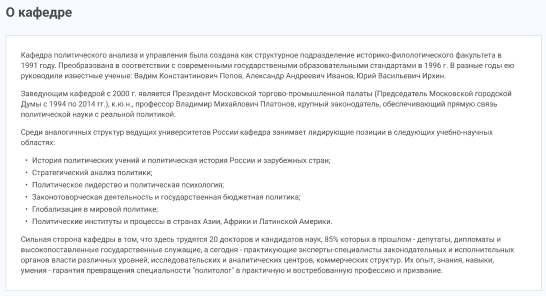 О кафедре
Кафедра политического анализа и управления была создана как структурное подразделение историко-филологического факультета в
1991 году. Преобразована в соответствии с современными государственными образовательными стандартами в 1996 г. В разные годы ею
руководили известные ученые: Вадим Константинович Попов, Александр Андреевич Иванов, Юрий Васильевич Ирхин.
Заведующим кафедрой с 2000 г. является Президент Московской торгово-промышленной палаты (Председатель Московской городской
Думы с 1994 по 2014 гг.), к.ю.н., профессор Владимир Михайлович Платонов, крупный законодатель, обеспечивающий прямую связь
политической науки с реальной политикой.
Среди аналогичных структур ведущих университетов России кафедра занимает лидирующие позиции в следующих учебно-научных
областях:
• История политических учений и политическая история России и зарубежных стран;
• Стратегический анализ политики;
• Политическое лидерство и политическая психология;
• Законотворческая деятельность и государственная бюджетная политика;
• Глобализация в мировой политике;
• Политические институты и процессы в странах Азии, Африки и Латинской Америки.
Сильная сторона кафедры в том, что здесь трудятся 20 докторов и кандидатов наук, 85% которых в прошлом - депутаты, дипломаты и
высокопоставленные государственные служащие, а сегодня - практикующие эксперты-специалисты законодательных и исполнительных
органов власти различных уровней, исследовательских и аналитических центров, коммерческих структур. Их опыт, знания, навыки,
умения - гарантия превращения специальности "политолог" в практичную и востребованную профессию и призвание.